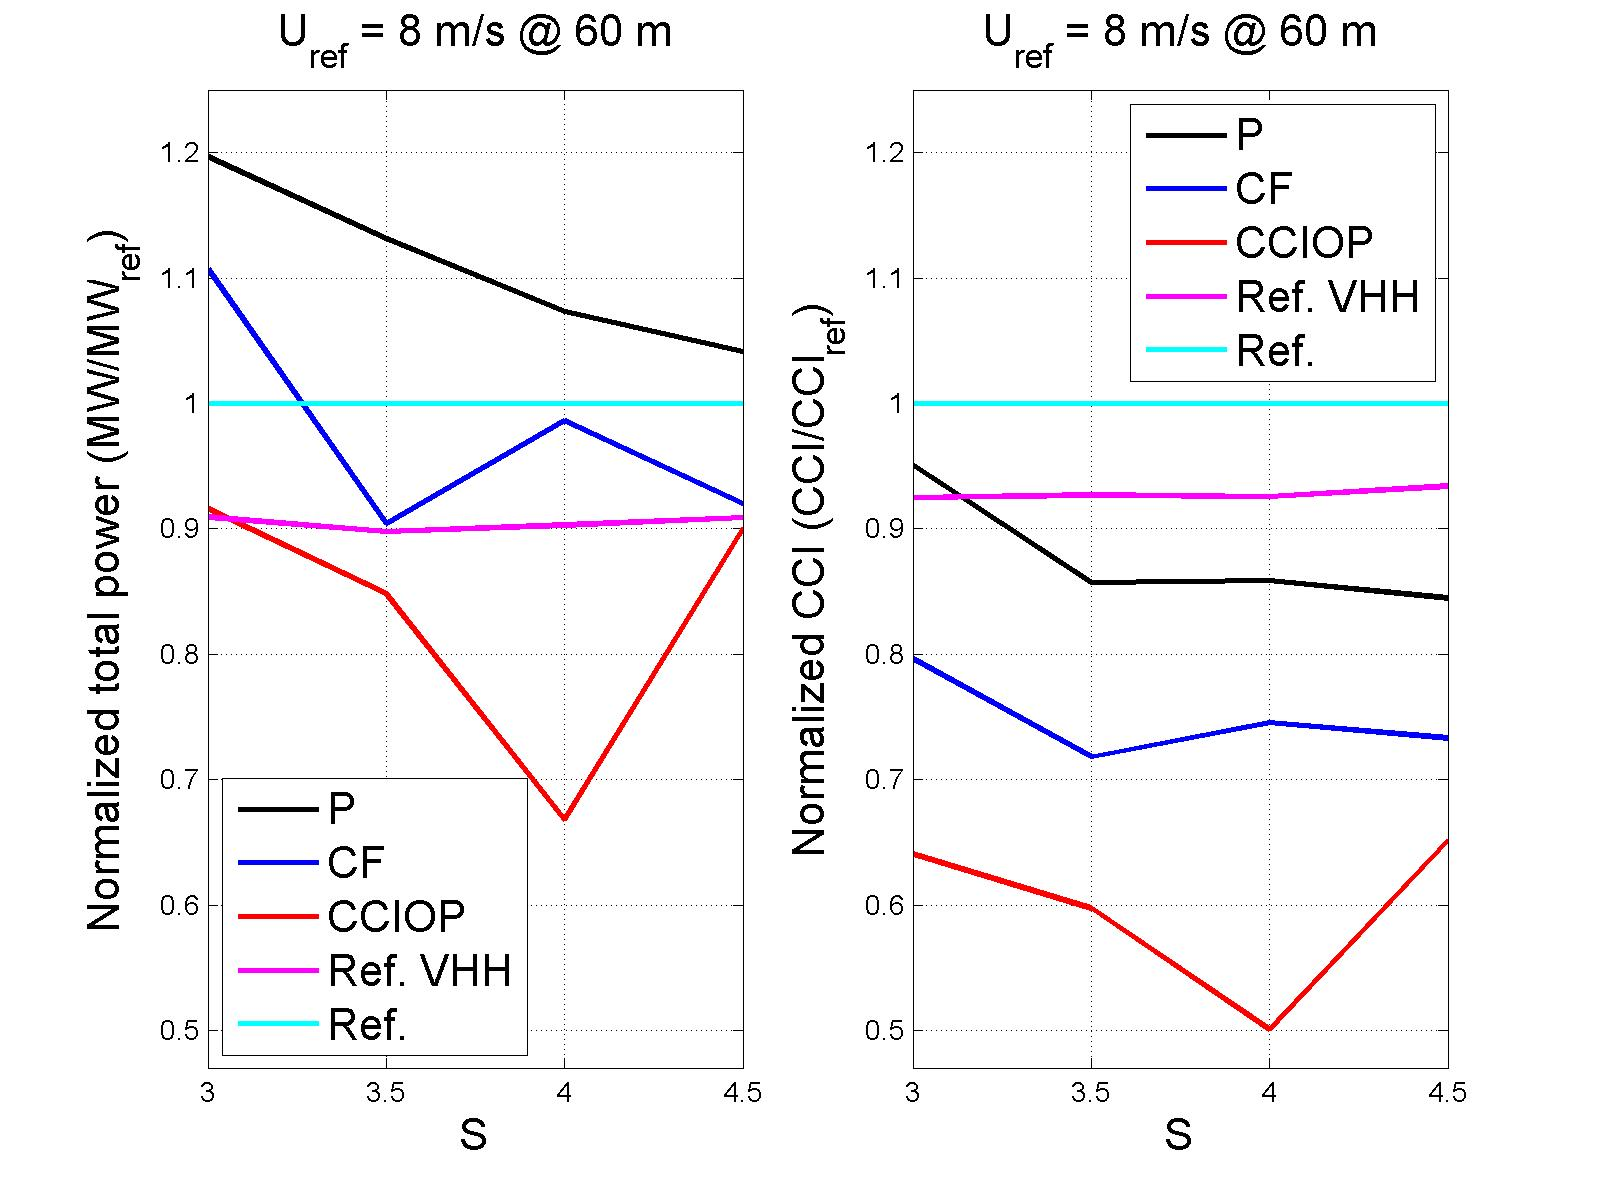 U_ref = 8 m/s @ 60 m
Normalized total power (MW/MW_ref)
1.2
1.1
1
0.9
0.8
0.7
0.6
0.5
P
CF
CCIOP
Ref. VHH
Ref.
3 3.5 4 4.5
S
U_ref = 8 m/s @ 60 m
Normalized CCI (CCI/CCI_ref)
1.2
1.1
1
0.9
0.8
0.7
0.6
0.5
P
CF
CCIOP
Ref. VHH
Ref.
3 3.5 4 4.5
S